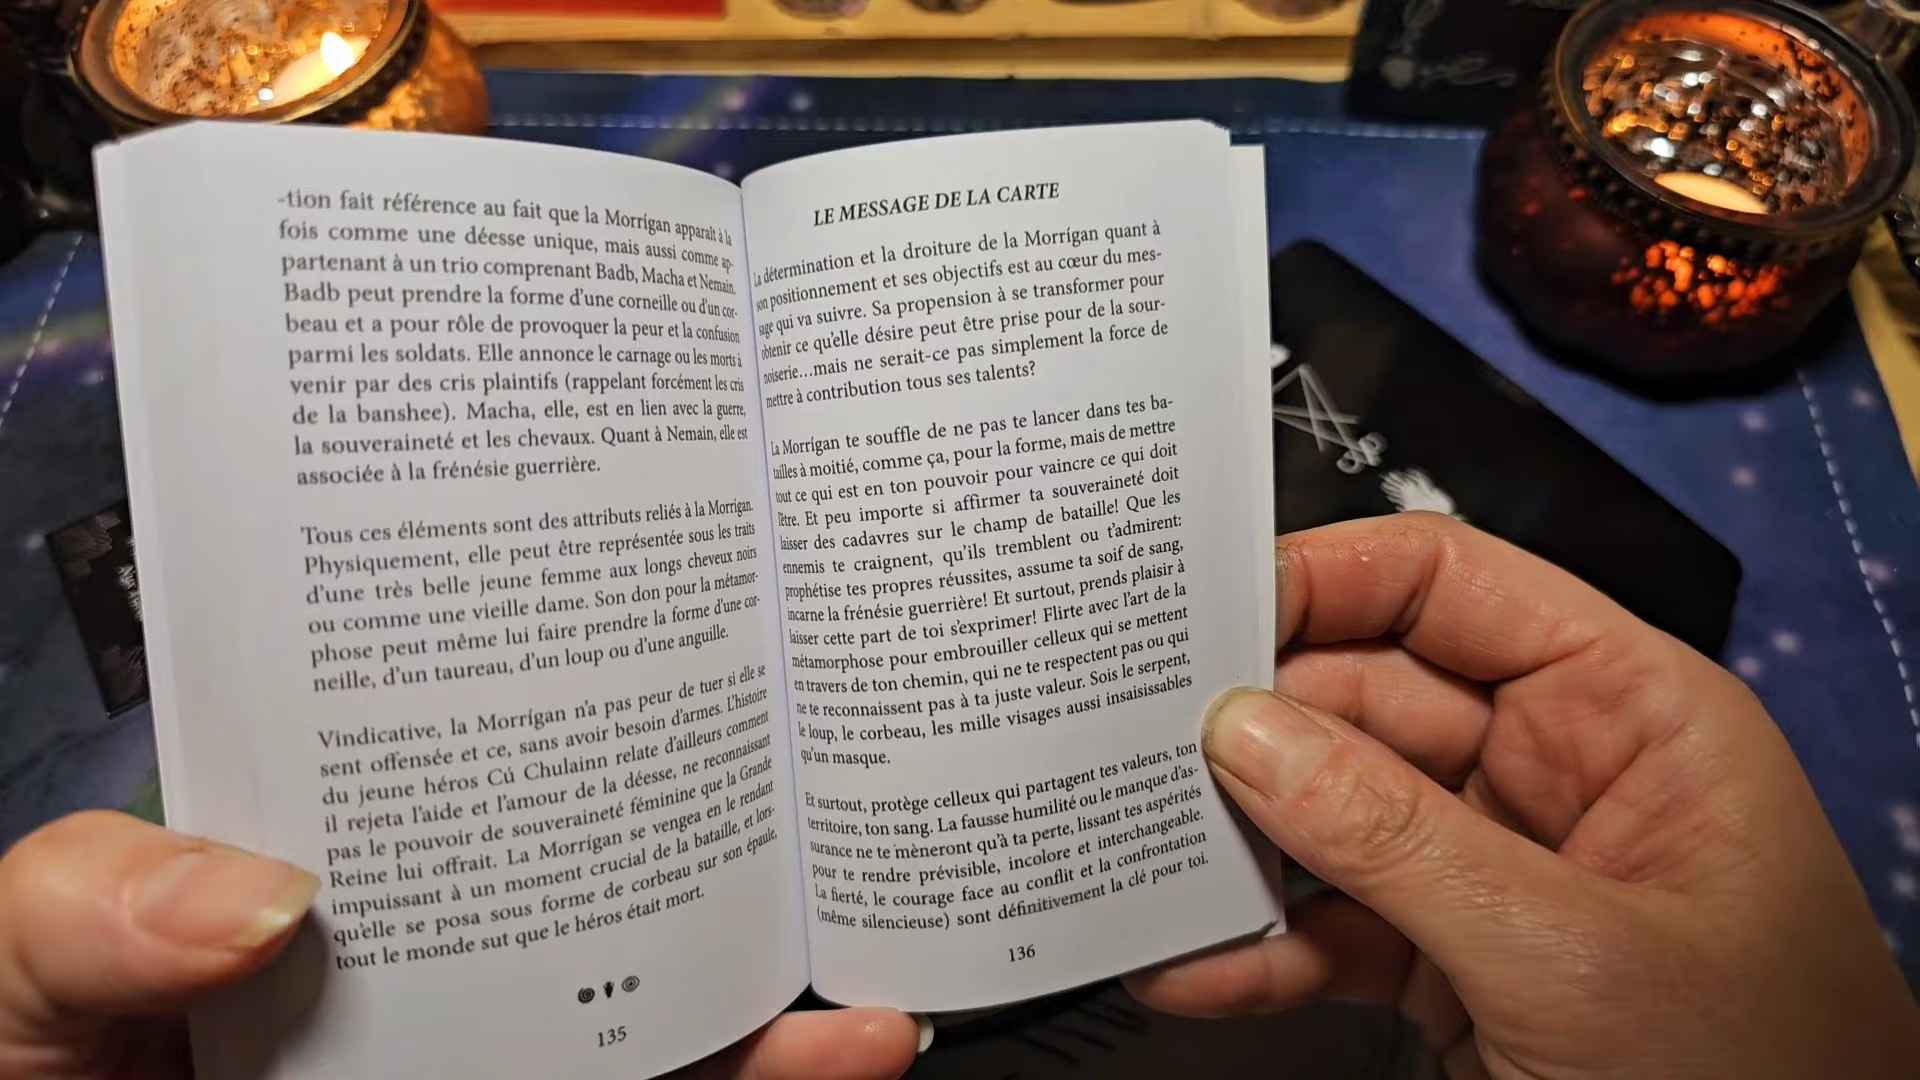 -tion fait référence au fait que la Morrígan apparaît à la
fois comme une déesse unique, mais aussi comme ap-
partenant à un trio comprenant Badb, Macha et Nemain.
Badb peut prendre la forme d'une corneille ou d'un cor-
beau et a pour rôle de provoquer la peur et la confusion
parmi les soldats. Elle annonce le carnage ou les morts à
venir par des cris plaintifs (rappelant forcément les cris
de la banshee). Macha, elle, est en lien avec la guerre,
la souveraineté et les chevaux. Quant à Nemain, elle est
associée à la frénésie guerrière.
Tous ces éléments sont des attributs reliés à la Morrígan.
Physiquement, elle peut être représentée sous les traits
d'une très belle jeune femme aux longs cheveux noirs
ou comme une vieille dame. Son don pour la métamor-
phose peut même lui faire prendre la forme d'une cor-
neille, d'un taureau, d'un loup ou d'une anguille.
Vindicative, la Morrígan n'a pas peur de tuer si elle se
sent offensée et ce, sans avoir besoin d'armes. L'histoire
du jeune héros Cú Chulainn relate d'ailleurs comment
il rejeta l'aide et l'amour de la déesse, ne reconnaissant
pas le pouvoir de souveraineté féminine que la Grande
Reine lui offrait. La Morrígan se vengea en le rendant
impuissant à un moment crucial de la bataille, et lors-
qu'elle se posa sous forme de corbeau sur son épaule,
tout le monde sut que le héros était mort.
135
LE MESSAGE DE LA CARTE
La détermination et la droiture de la Morrígan quant à
son positionnement et ses objectifs est au cœur du mes-
sage qui va suivre. Sa propension à se transformer pour
obtenir ce qu'elle désire peut être prise pour de la sour-
noiserie...mais ne serait-ce pas simplement la force de
mettre à contribution tous ses talents?
La Morrígan te souffle de ne pas te lancer dans tes ba-
tailles à moitié, comme ça, pour la forme, mais de mettre
tout ce qui est en ton pouvoir pour vaincre ce qui doit
l'être. Et peu importe si affirmer ta souveraineté doit
laisser des cadavres sur le champ de bataille! Que les
ennemis te craignent, qu'ils tremblent ou t'admirent:
prophétise tes propres réussites, assume ta soif de sang,
incarne la frénésie guerrière! Et surtout, prends plaisir à
laisser cette part de toi s'exprimer! Flirte avec l'art de la
métamorphose pour embrouiller celleux qui se mettent
en travers de ton chemin, qui ne te respectent pas ou qui
ne te reconnaissent pas à ta juste valeur. Sois le serpent,
le loup, le corbeau, les mille visages aussi insaisissables
qu'un masque.
Et surtout, protège celleux qui partagent tes valeurs, ton
territoire, ton sang. La fausse humilité ou le manque d'as-
surance ne te mèneront qu'à ta perte, lissant tes aspérités
pour te rendre prévisible, incolore et interchangeable.
La fierté, le courage face au conflit et la confrontation
(même silencieuse) sont définitivement la clé pour toi.
136